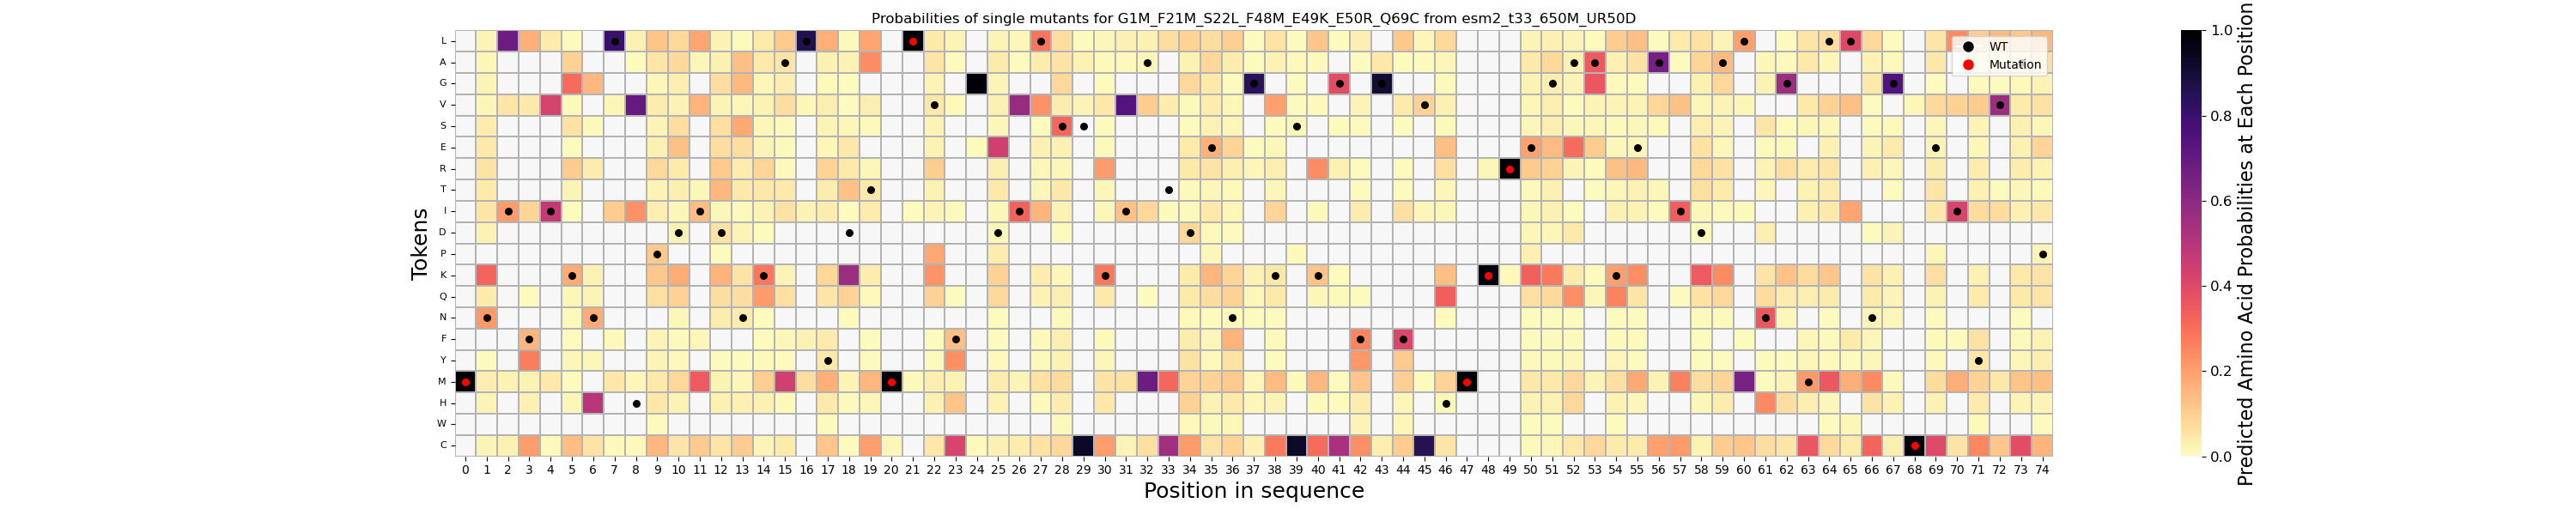 Probabilities of single mutants for G1M_F21M_S22L_F48M_E49K_E50R_Q69C from esm2_t33_650M_UR50D
Tokens
L
A
G
V
S
E
R
T
I
D
P
K
Q
N
F
Y
M
H
W
C
0 1 2 3 4 5 6 7 8 9 10 11 12 13 14 15 16 17 18 19 20 21 22 23 24 25 26 27 28 29 30 31 32 33 34 35 36 37 38 39 40 41 42 43 44 45 46 47 48 49 50 51 52 53 54 55 56 57 58 59 60 61 62 63 64 65 66 67 68 69 70 71 72 73 74
Position in sequence
WT
Mutation
1.0
0.8
0.6
0.4
0.2
0.0
Predicted Amino Acid Probabilities at Each Position